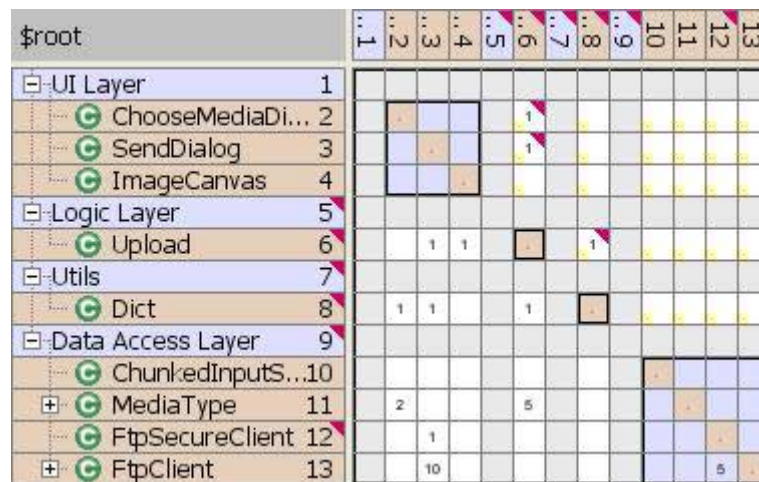 $root ..1 ..2 ..3 ..4 ..5 ..6 ..7 ..8 ..9 10 11 12 13
UI Layer 1
ChooseMediaDi... 2 . 1
SendDialog 3 . 1
ImageCanvas 4 .
Logic Layer 5
Upload 6 1 1 . 1
Utils 7
Dict 8 1 1 1 .
Data Access Layer 9
ChunkedInputS...10 .
MediaType 11 2 5 .
FtpSecureClient 12 1 .
FtpClient 13 10 5 .